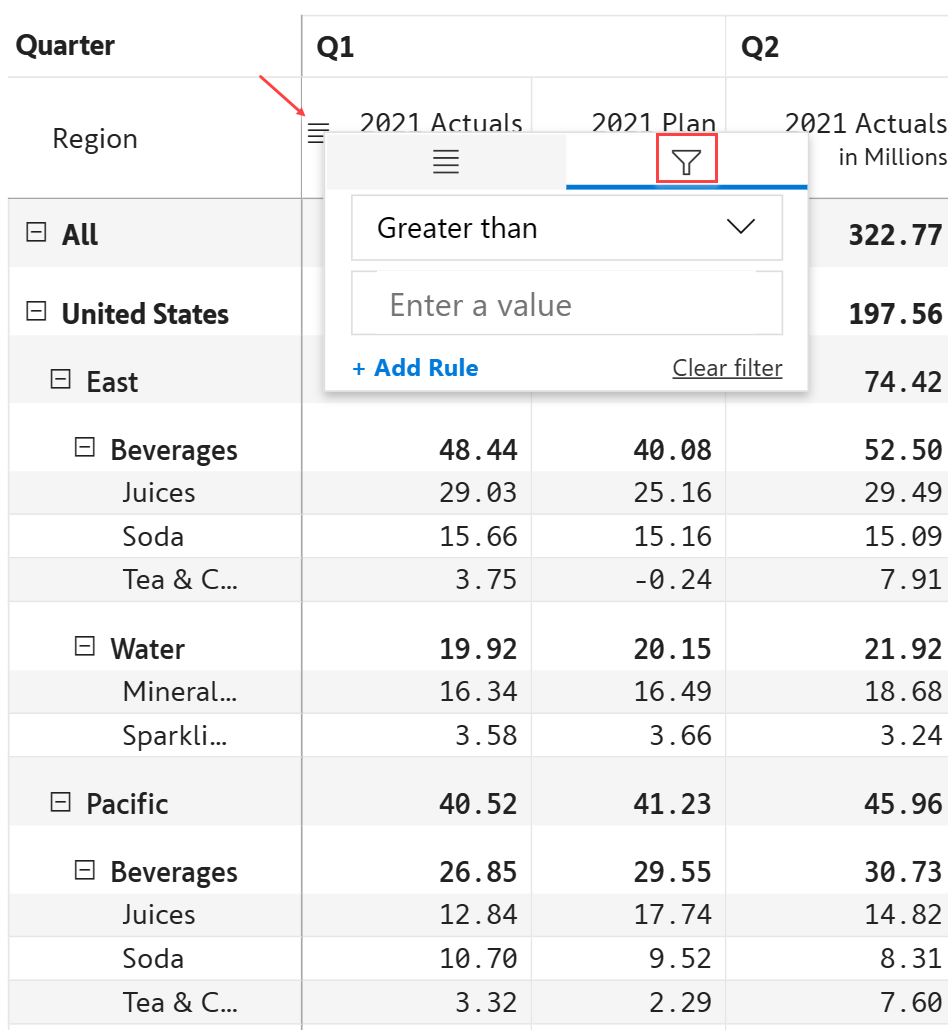 Quarter Q1 Q2
Region 2021 Actuals 2021 Plan 2021 Actuals
in Millions
Greater than
Enter a value
+ Add Rule Clear filter
All 322.77
United States 197.56
East 74.42
Beverages 48.44 40.08 52.50
Juices 29.03 25.16 29.49
Soda 15.66 15.16 15.09
Tea & C... 3.75 -0.24 7.91
Water 19.92 20.15 21.92
Mineral... 16.34 16.49 18.68
Sparkli... 3.58 3.66 3.24
Pacific 40.52 41.23 45.96
Beverages 26.85 29.55 30.73
Juices 12.84 17.74 14.82
Soda 10.70 9.52 8.31
Tea & C... 3.32 2.29 7.60